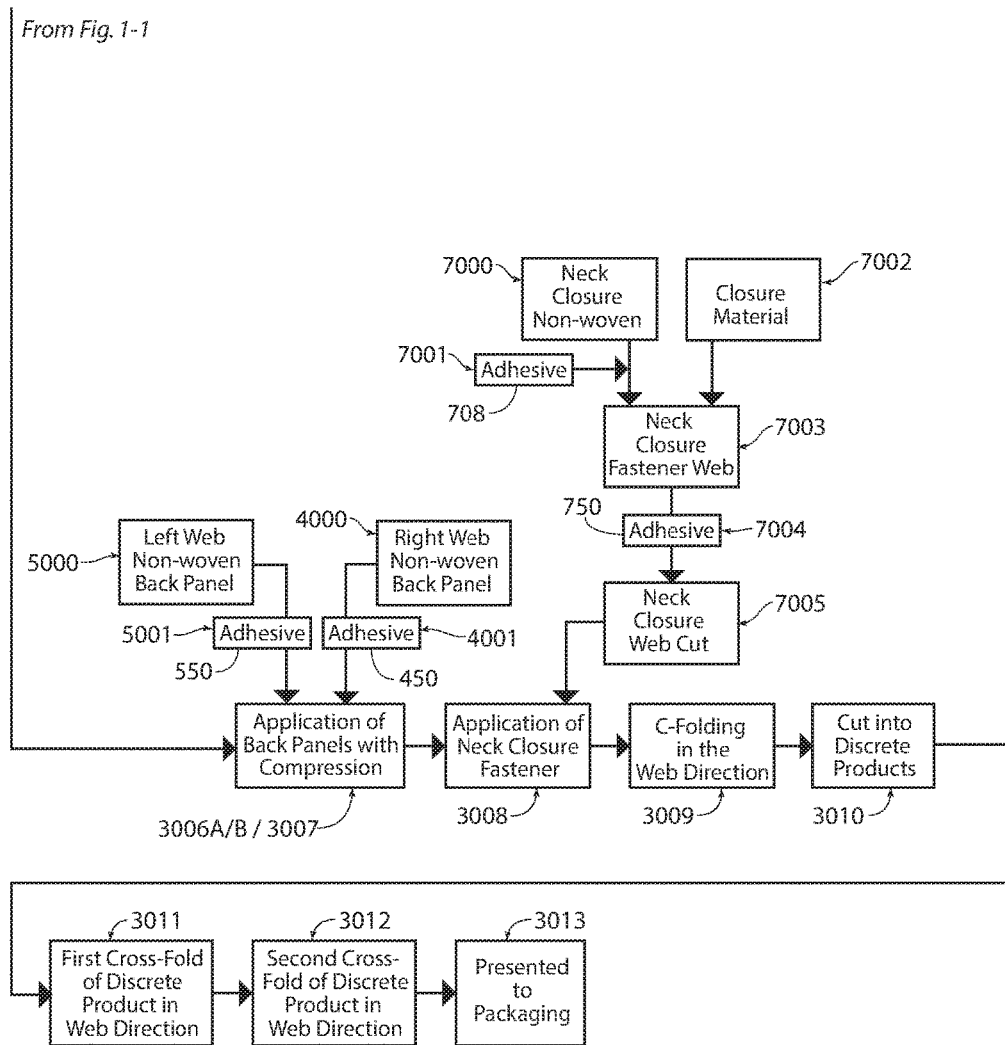 From Fig. 1-1
7000
Neck
Closure
Non-woven
7002
Closure
Material
7001
Adhesive
708
Neck
Closure
Fastener Web
7003
750
Adhesive
7004
5000
Left Web
Non-woven
Back Panel
4000
Right Web
Non-woven
Back Panel
Neck
Closure
Web Cut
7005
5001
Adhesive
550
Adhesive
4001
450
Application of
Back Panels with
Compression
3006A/B / 3007
Application of
Neck Closure
Fastener
3008
C-Folding
in the
Web Direction
3009
Cut into
Discrete
Products
3010
3011
First Cross-Fold
of Discrete
Product in
Web Direction
3012
Second Cross-
Fold of Discrete
Product in
Web Direction
3013
Presented
to
Packaging